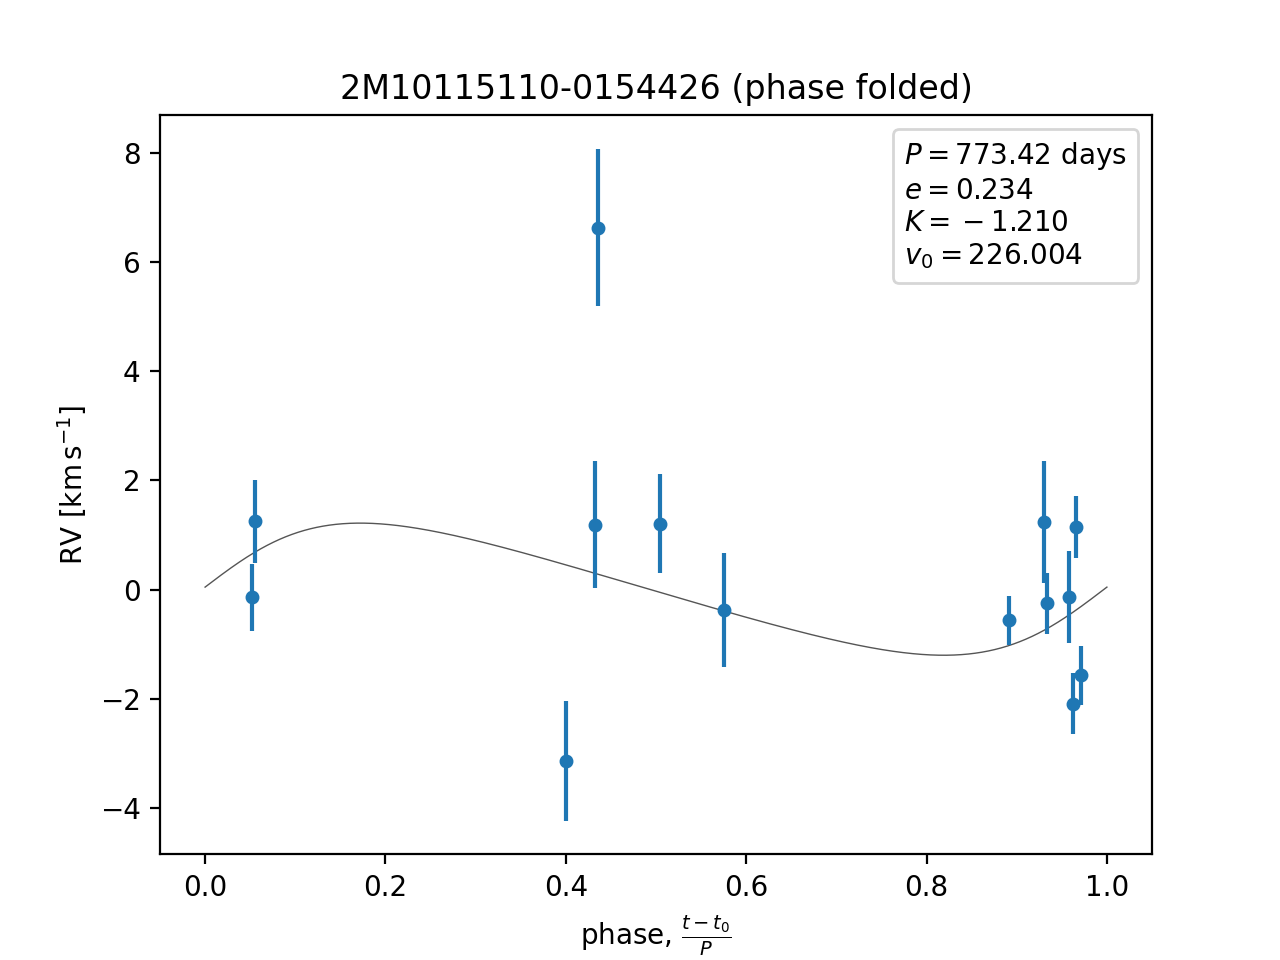 2M10115110-0154426 (phase folded)
P = 773.42 days
e = 0.234
K = −1.210
v₀ = 226.004
8
6
4
2
0
−2
−4
RV [km s⁻¹]
0.0 0.2 0.4 0.6 0.8 1.0
phase, (t − t₀)/P